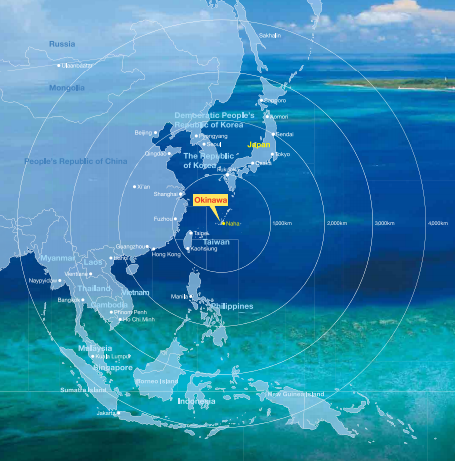 Sakhalin
Russia
Ulaanbaatar
Mongolia
Sapporo
Aomori
Democratic People's
Republic of Korea
Beijing
Pyongyang
Sendai
Seoul
Japan
Qingdao
The Republic
of Korea
Tokyo
Osaka
People's Republic of China
Xi'an
Shanghai
Okinawa
Fuzhou
Naha
1,000km
2,000km
3,000km
4,000km
Taipei
Taiwan
Guangzhou
Kaohsiung
Hong Kong
Myanmar
Laos
Hanoi
Vientiane
Naypyidaw
Thailand
Vietnam
Manila
Bangkok
Cambodia
Philippines
Phnom Penh
Ho Chi Minh
Malaysia
Kuala Lumpur
Singapore
Borneo Island
Sumatra Island
New Guinea Island
Indonesia
Jakarta